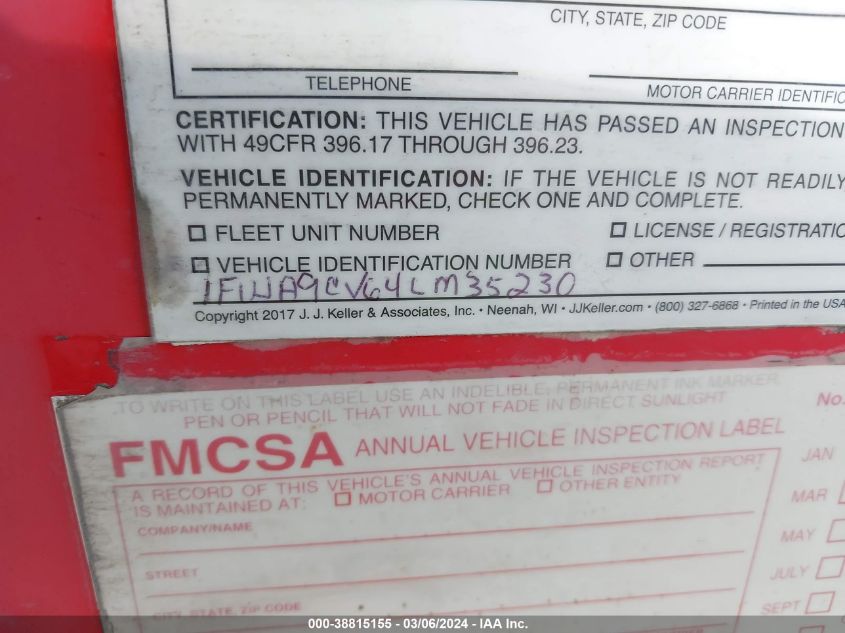 CITY, STATE, ZIP CODE
TELEPHONE
MOTOR CARRIER IDENTIFIC
CERTIFICATION: THIS VEHICLE HAS PASSED AN INSPECTION
WITH 49CFR 396.17 THROUGH 396.23.
VEHICLE IDENTIFICATION: IF THE VEHICLE IS NOT READILY
PERMANENTLY MARKED, CHECK ONE AND COMPLETE.
☐ FLEET UNIT NUMBER
☐ LICENSE / REGISTRATIO
☐ VEHICLE IDENTIFICATION NUMBER
☐ OTHER
1FUJA9CV64LM35230
Copyright 2017 J. J. Keller & Associates, Inc. • Neenah, WI • JJKeller.com • (800) 327-6868 • Printed in the USA
TO WRITE ON THIS LABEL USE AN INDELIBLE, PERMANENT INK MARKER,
PEN OR PENCIL THAT WILL NOT FADE IN DIRECT SUNLIGHT
No.
FMCSA ANNUAL VEHICLE INSPECTION LABEL
A RECORD OF THIS VEHICLE'S ANNUAL VEHICLE INSPECTION REPORT
IS MAINTAINED AT: ☐ MOTOR CARRIER ☐ OTHER ENTITY
JAN
MAR
COMPANY/NAME
MAY
STREET
JULY
CITY, STATE, ZIP CODE
SEPT
000-38815155 - 03/06/2024 - IAA Inc.